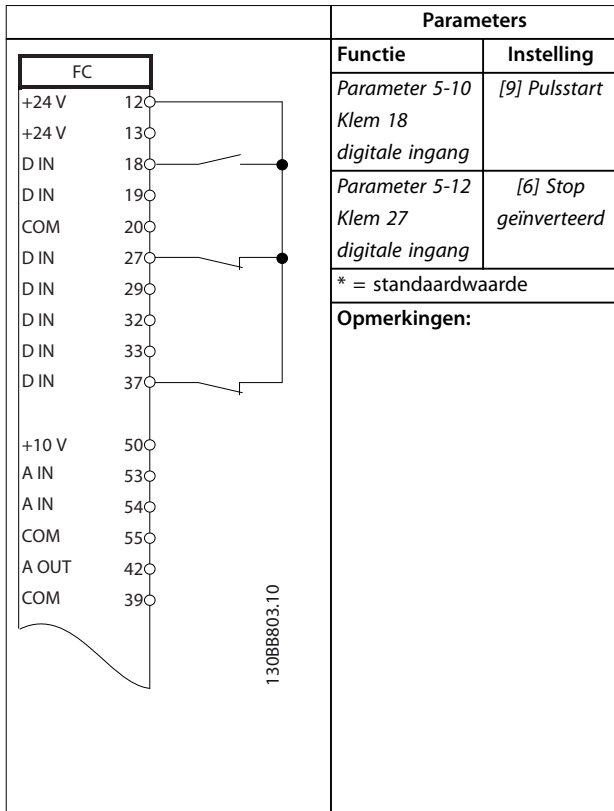 FC
+24 V 12
+24 V 13
D IN 18
D IN 19
COM 20
D IN 27
D IN 29
D IN 32
D IN 33
D IN 37
+10 V 50
A IN 53
A IN 54
COM 55
A OUT 42
COM 39
130BB803.10
Parameters
Functie Instelling
Parameter 5-10 [9] Pulsstart
Klem 18
digitale ingang
Parameter 5-12 [6] Stop
Klem 27 geïnverteerd
digitale ingang
* = standaardwaarde
Opmerkingen: